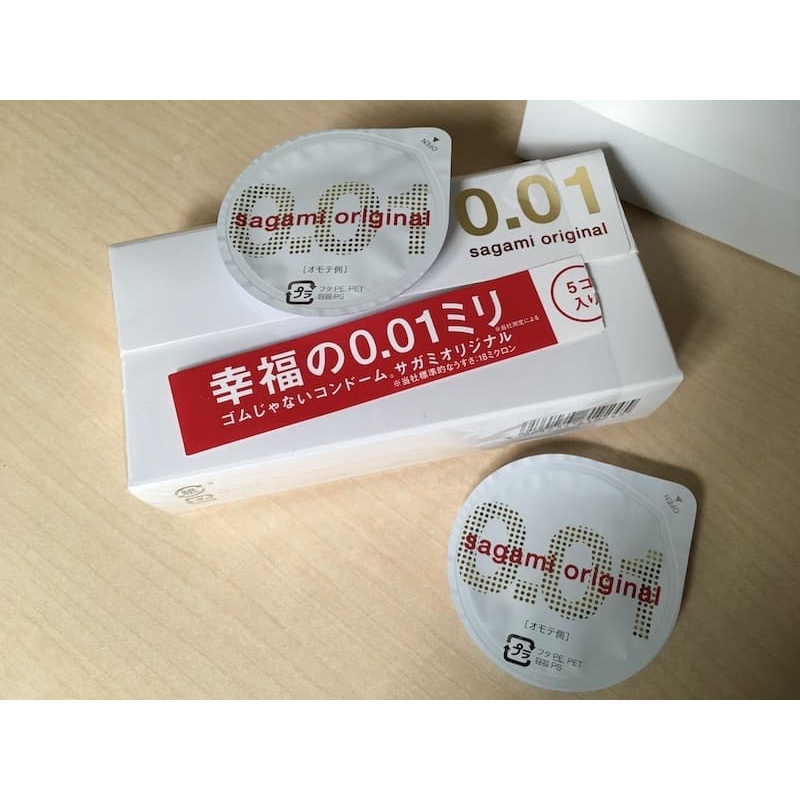 OPEN
0.01
sagami original
[オモテ側]
プラ
フタ:PE, PET
容器:PS
0.01
sagami original
5コ
入り
幸福の0.01ミリ
※当社測定による
ゴムじゃないコンドーム。サガミオリジナル
※当社標準的なうすさ:18ミクロン
OPEN
0.01
sagami original
[オモテ側]
プラ
フタ:PE, PET
容器:PS